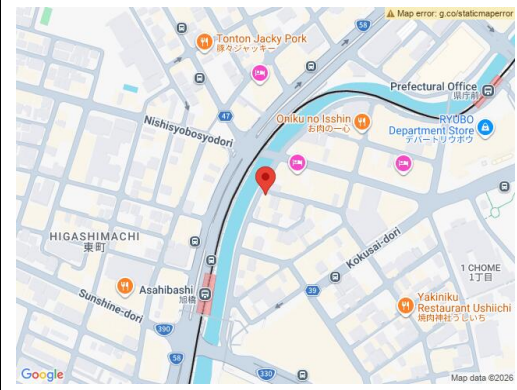 Map error: g.co/staticmaperror
Tonton Jacky Pork
豚々ジャッキー
58
Prefectural Office
県庁前
47
Oniku no Isshin
お肉の一心
RYUBO
Department Store
デパートリウボウ
Nishisyobosyodori
HIGASHIMACHI
東町
Kokusai-dori
1 CHOME
1丁目
Asahibashi
旭橋
39
Sunshine-dori
Yakiniku
Restaurant Ushiichi
焼肉神社うしいち
390
58
330
Google
Map data ©2026